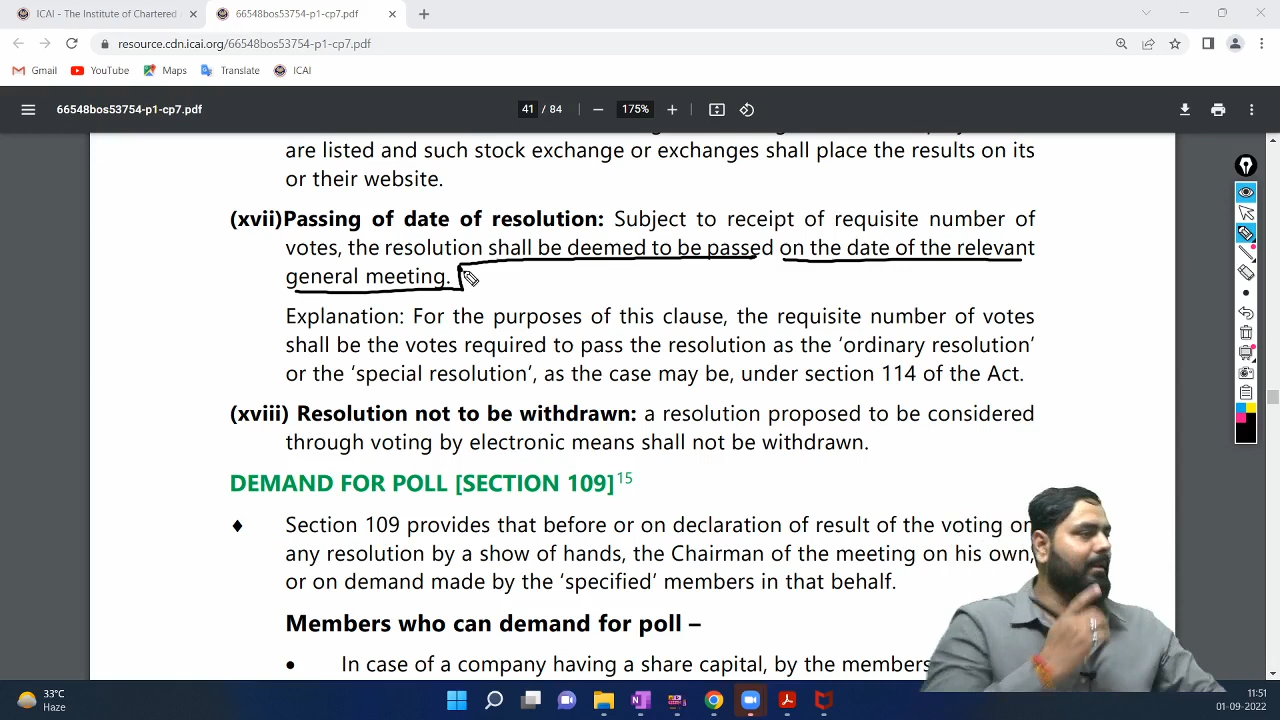 ICAI - The Institute of Chartered
66548bos53754-p1-cp7.pdf
resource.cdn.icai.org/66548bos53754-p1-cp7.pdf
Gmail YouTube Maps Translate ICAI
66548bos53754-p1-cp7.pdf 41 / 84 175%
are listed and such stock exchange or exchanges shall place the results on its
or their website.
(xvii)Passing of date of resolution: Subject to receipt of requisite number of
votes, the resolution shall be deemed to be passed on the date of the relevant
general meeting.
Explanation: For the purposes of this clause, the requisite number of votes
shall be the votes required to pass the resolution as the ‘ordinary resolution’
or the ‘special resolution’, as the case may be, under section 114 of the Act.
(xviii) Resolution not to be withdrawn: a resolution proposed to be considered
through voting by electronic means shall not be withdrawn.
DEMAND FOR POLL [SECTION 109]15
♦ Section 109 provides that before or on declaration of result of the voting on
any resolution by a show of hands, the Chairman of the meeting on his own,
or on demand made by the ‘specified’ members in that behalf.
Members who can demand for poll –
• In case of a company having a share capital, by the members
33°C
Haze
11:51
01-09-2022